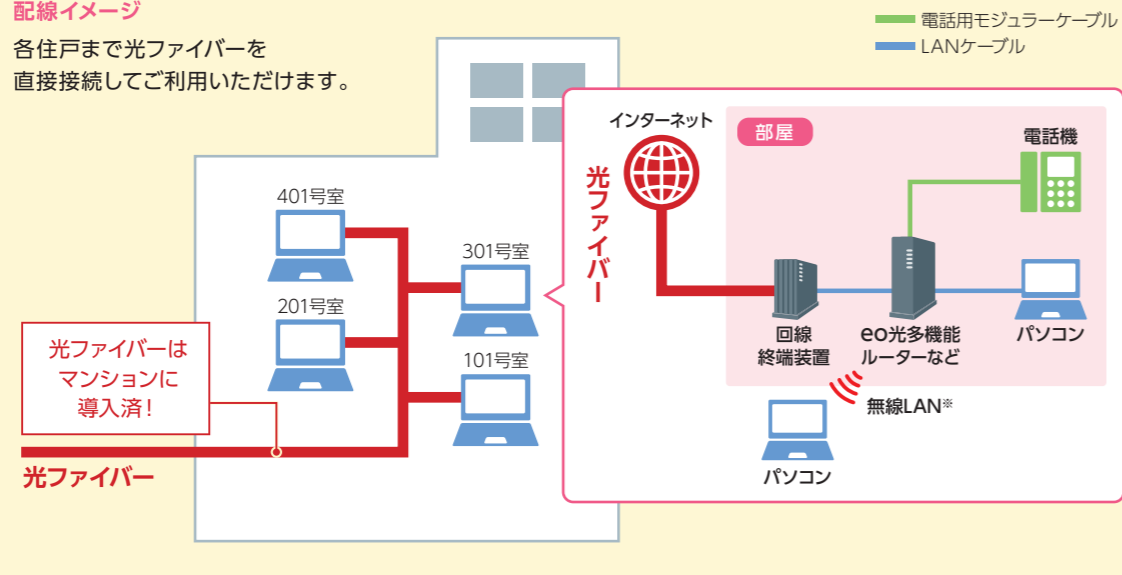 配線イメージ
各住戸まで光ファイバーを
直接接続してご利用いただけます。
電話用モジュラーケーブル
LANケーブル
401号室
301号室
201号室
101号室
光ファイバーは
マンションに
導入済!
光ファイバー
インターネット
光ファイバー
部屋
電話機
回線
終端装置
eo光多機能
ルーターなど
パソコン
無線LAN※
パソコン